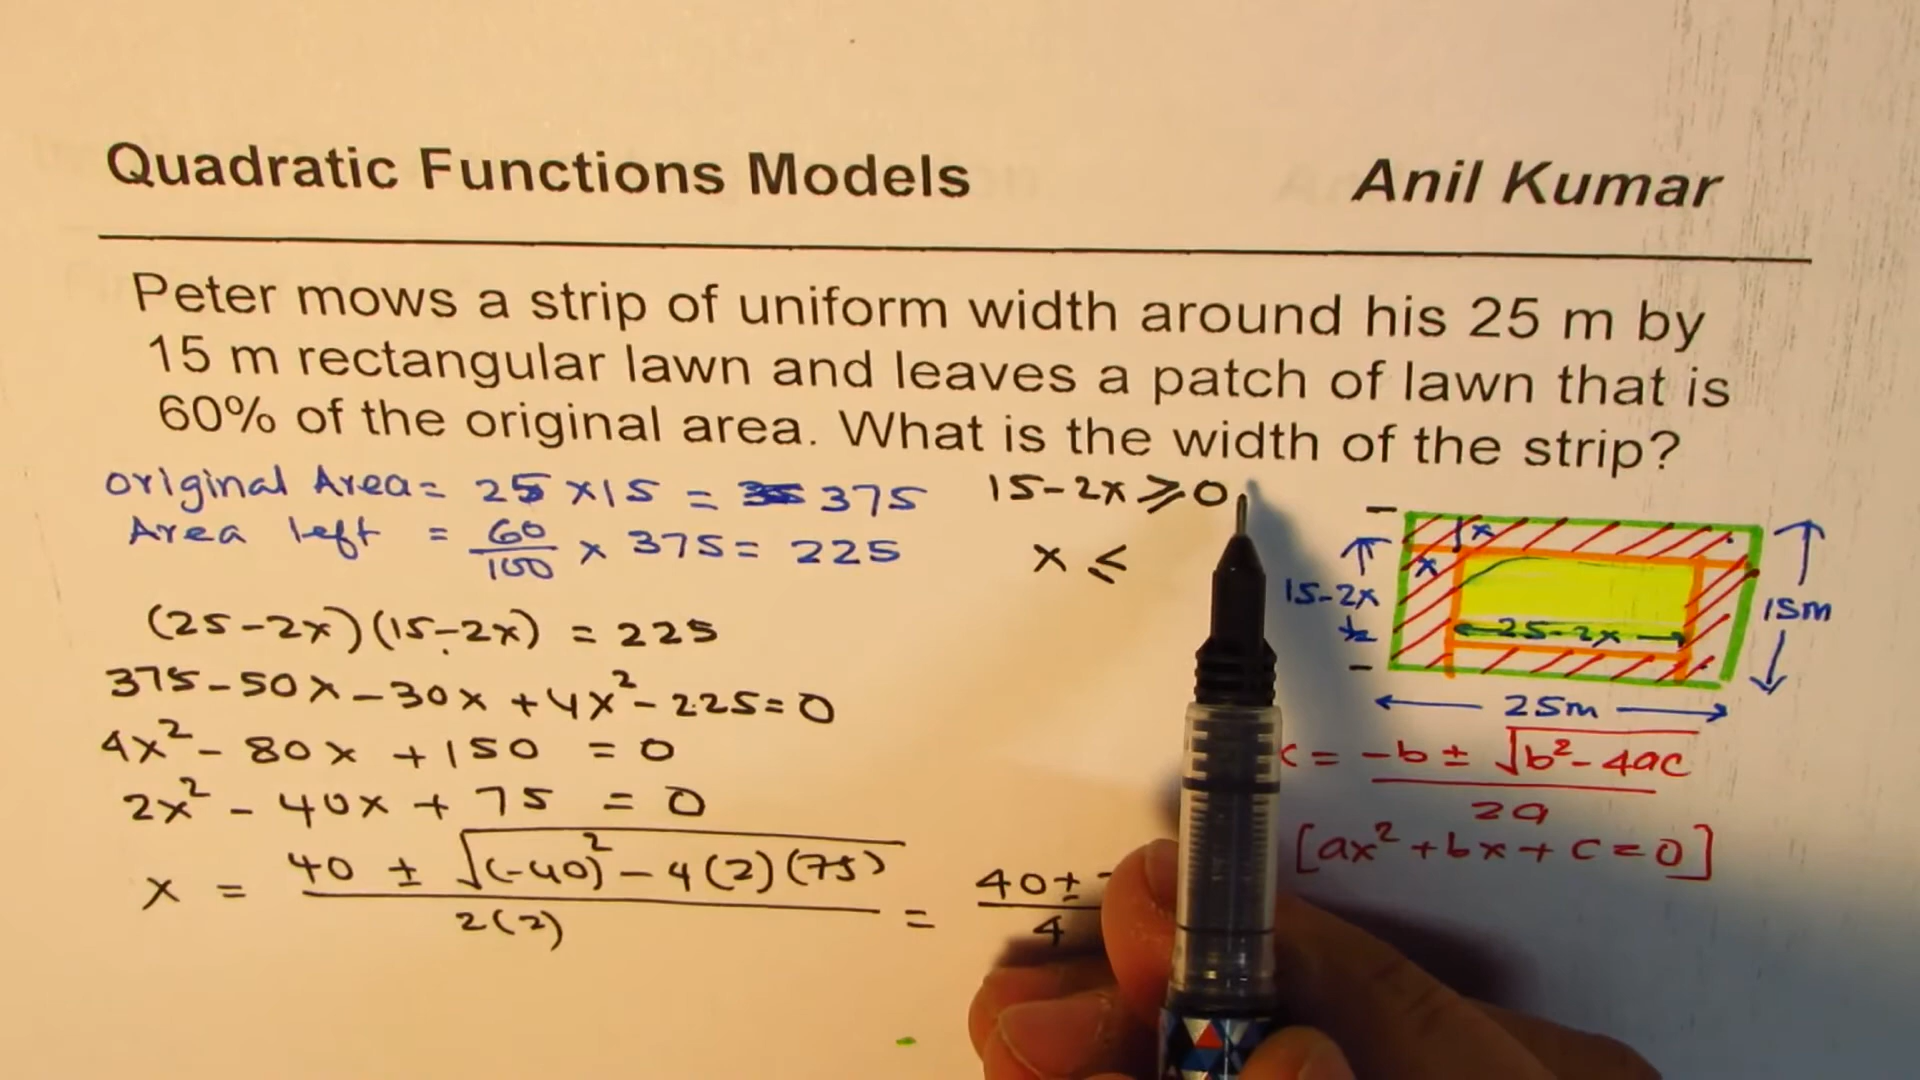 Quadratic Functions Models
Anil Kumar
Peter mows a strip of uniform width around his 25 m by
15 m rectangular lawn and leaves a patch of lawn that is
60% of the original area. What is the width of the strip?
original Area = 25 × 15 = 375
Area left = 60/100 × 375 = 225
(25-2x)(15-2x) = 225
375-50x-30x+4x²-225=0
4x²-80x+150=0
2x²-40x+75=0
x = (40 ± √((-40)²-4(2)(75)))/2(2) = 40±/4
15-2x ≥ 0
x ≤
x
x
15-2x
25-2x
15m
25m
= (-b ± √(b²-4ac))/2a
[ax²+bx+c=0]